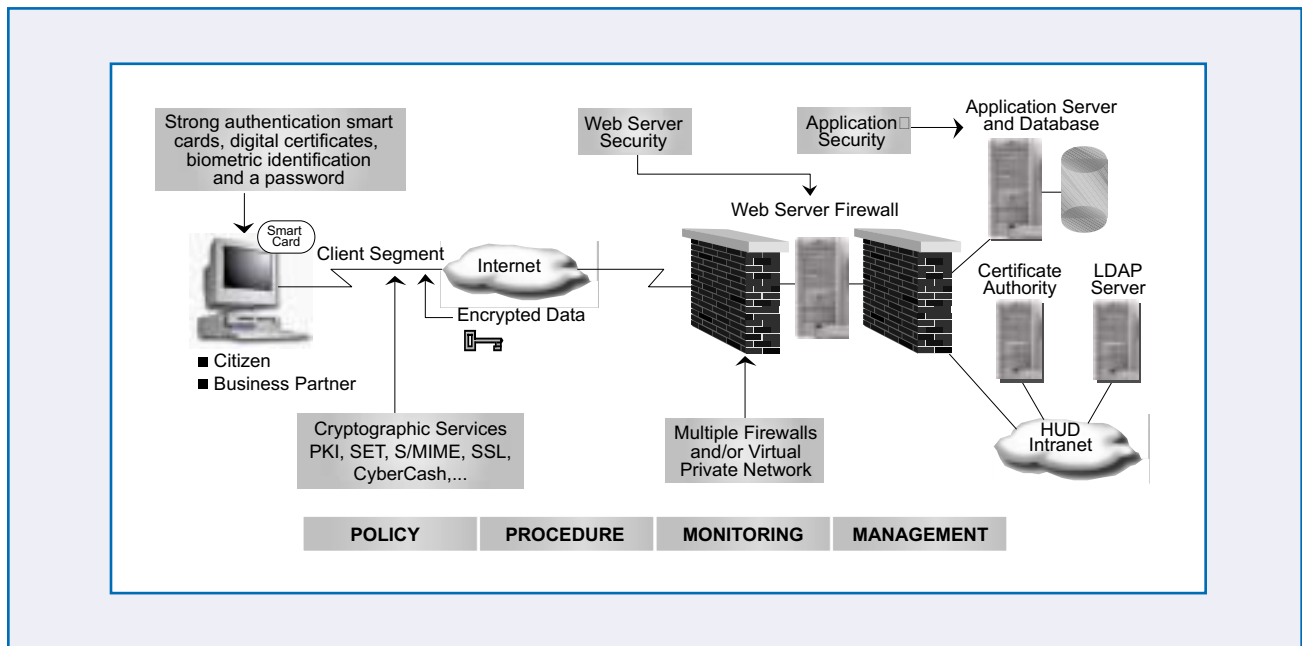 Strong authentication smart
cards, digital certificates,
biometric identification
and a password
Web Server
Security
Application
Security
Application Server
and Database
Smart
Card
Client Segment
Internet
Encrypted Data
Web Server Firewall
Certificate
Authority
LDAP
Server
■ Citizen
■ Business Partner
Cryptographic Services
PKI, SET, S/MIME, SSL,
CyberCash,...
Multiple Firewalls
and/or Virtual
Private Network
HUD
Intranet
POLICY
PROCEDURE
MONITORING
MANAGEMENT